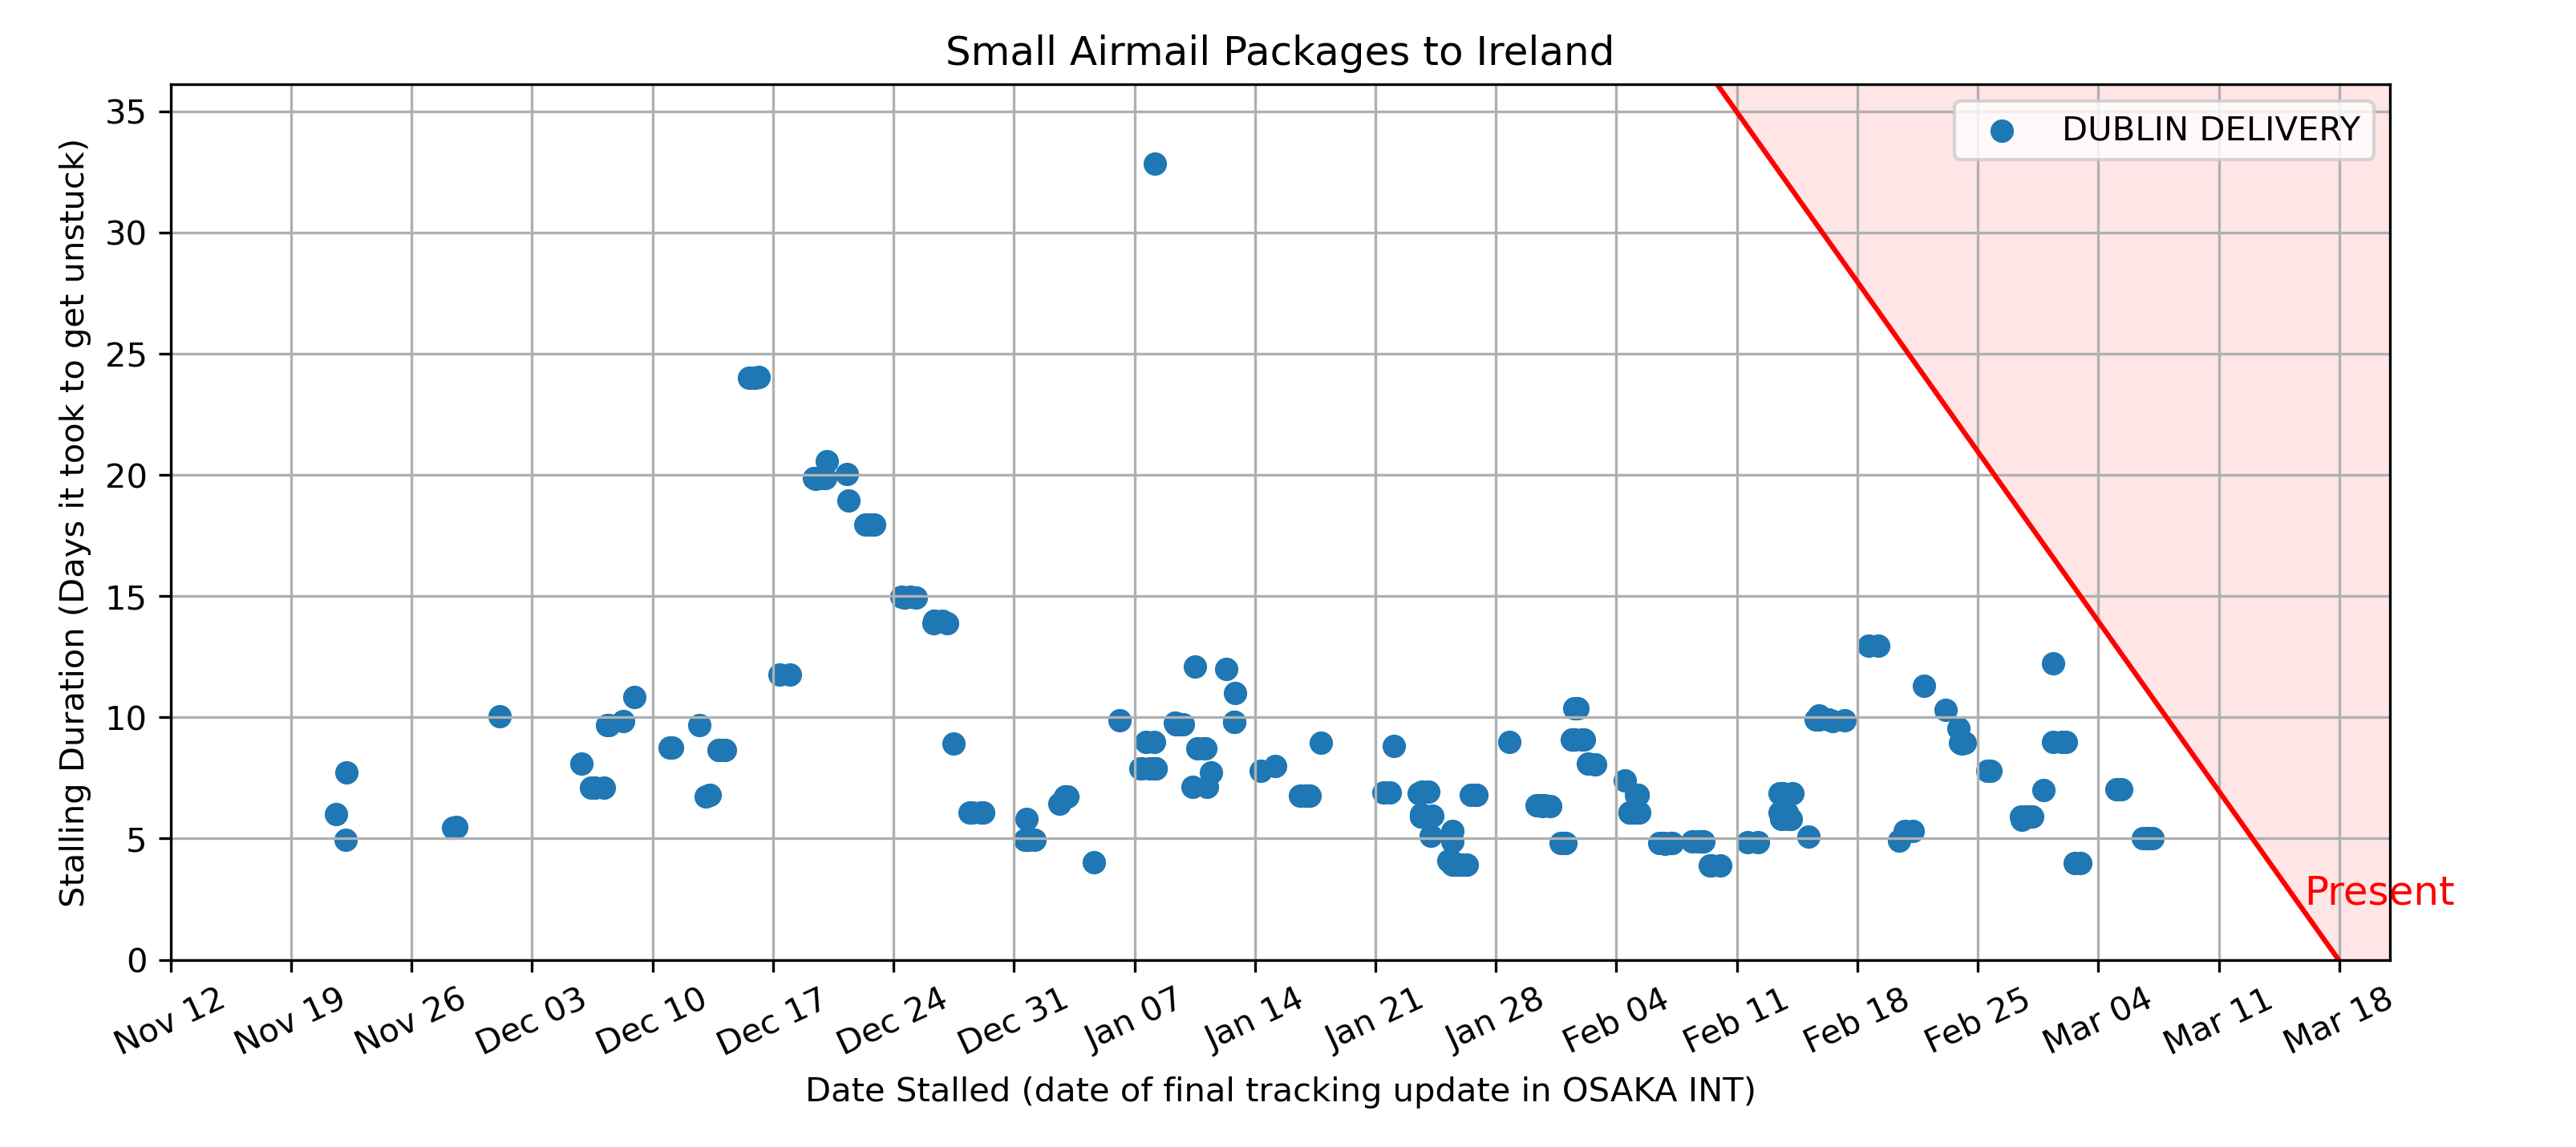 Small Airmail Packages to Ireland
DUBLIN DELIVERY
Stalling Duration (Days it took to get unstuck)
35
30
25
20
15
10
5
0
Present
Nov 12 Nov 19 Nov 26 Dec 03 Dec 10 Dec 17 Dec 24 Dec 31 Jan 07 Jan 14 Jan 21 Jan 28 Feb 04 Feb 11 Feb 18 Feb 25 Mar 04 Mar 11 Mar 18
Date Stalled (date of final tracking update in OSAKA INT)